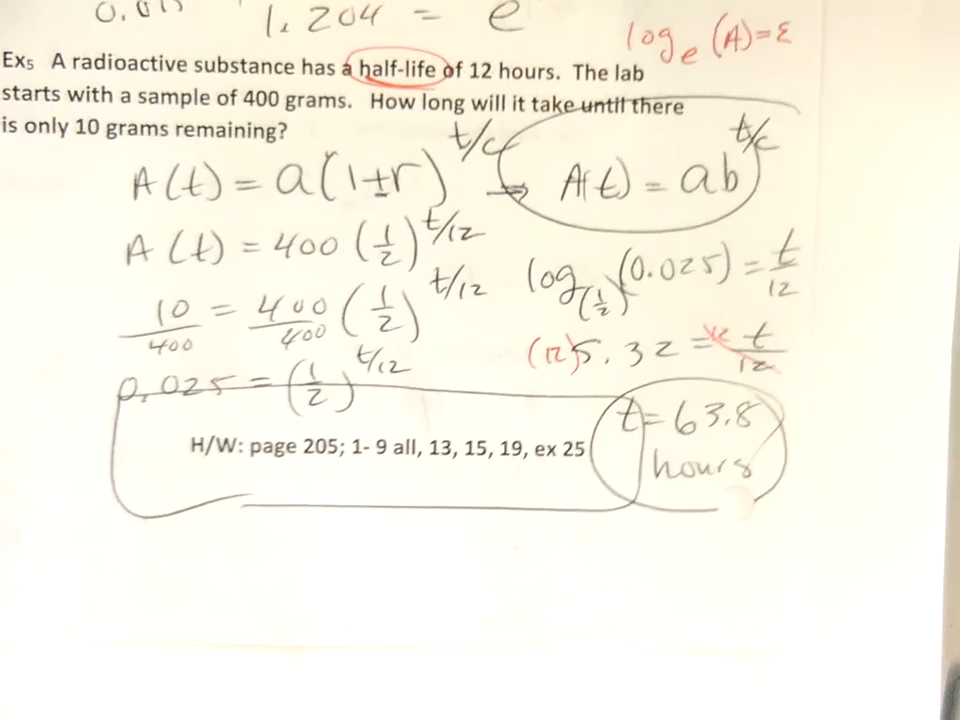 1.204 = e
log_e (A)=ε
Ex5 A radioactive substance has a half-life of 12 hours. The lab
starts with a sample of 400 grams. How long will it take until there
is only 10 grams remaining?
A(t) = a(1±r)^t/c → A(t) = ab^t/c
A(t) = 400 (1/2)^t/12
log_(1/2) (0.025) = t/12
10/400 = 400/400 (1/2)^t/12
(12) 5.32 = t/12
0.025 = (1/2)^t/12
t = 63.8
hours
H/W: page 205; 1- 9 all, 13, 15, 19, ex 25